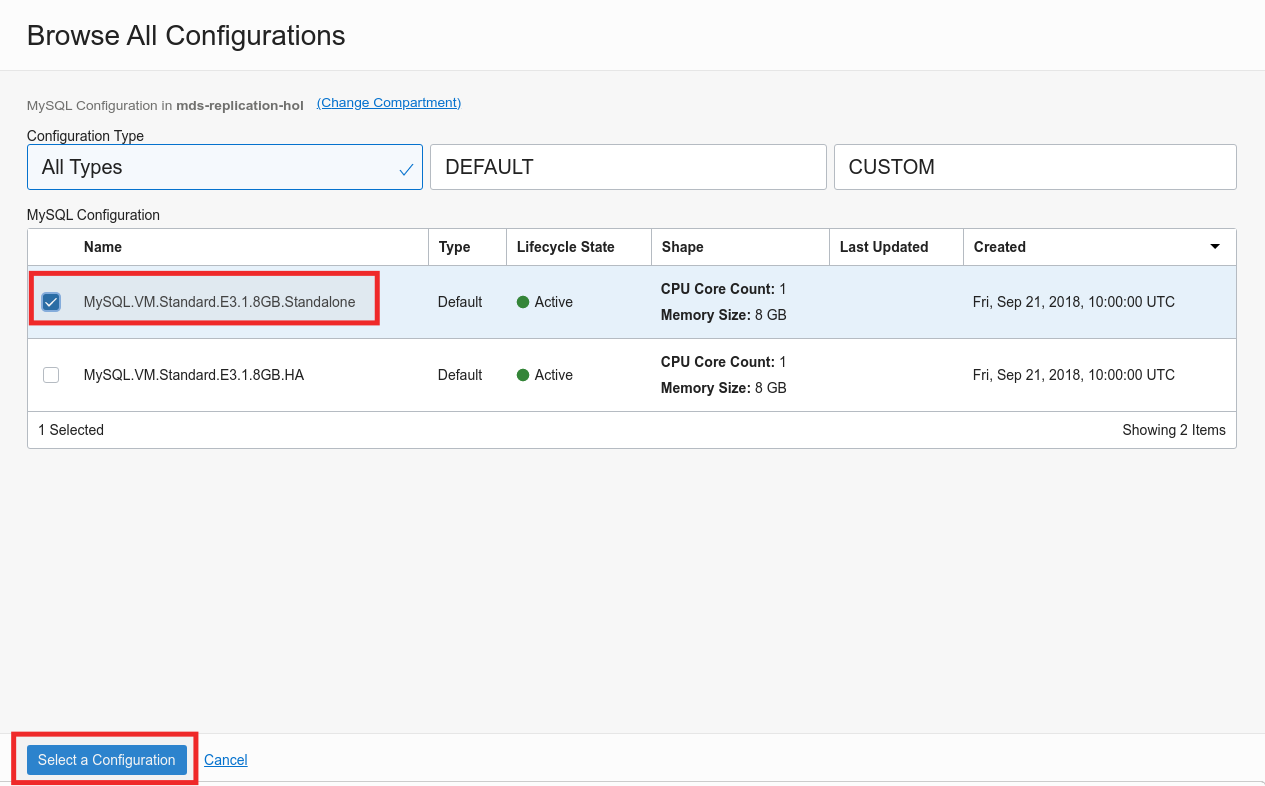 Browse All Configurations
MySQL Configuration in mds-replication-hol (Change Compartment)
Configuration Type
All Types DEFAULT CUSTOM
MySQL Configuration
Name Type Lifecycle State Shape Last Updated Created
MySQL.VM.Standard.E3.1.8GB.Standalone Default Active CPU Core Count: 1 Fri, Sep 21, 2018, 10:00:00 UTC
Memory Size: 8 GB
MySQL.VM.Standard.E3.1.8GB.HA Default Active CPU Core Count: 1 Fri, Sep 21, 2018, 10:00:00 UTC
Memory Size: 8 GB
1 Selected Showing 2 Items
Select a Configuration Cancel